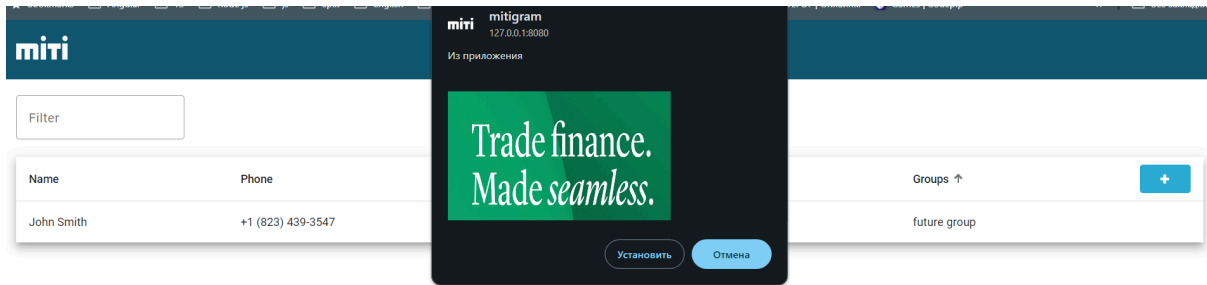 miti
mitigram
127.0.0.1:8080
Из приложения
Trade finance.
Made seamless.
Установить
Отмена
miti
Filter
Name
Phone
Groups ↑
+
John Smith
+1 (823) 439-3547
future group